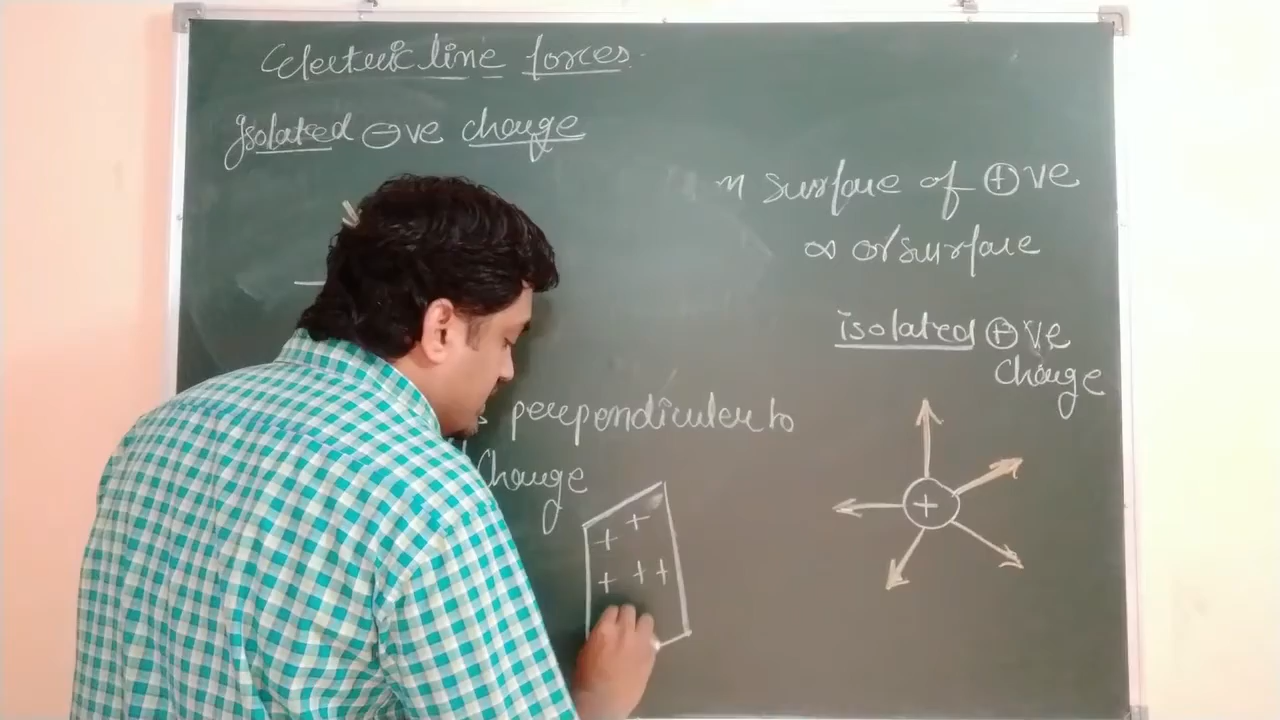 Electric line forces
Isolated ⊖ve charge
surface of ⊕ve
∞ or surface
isolated ⊕ve
charge
perpendicular to
charge
+ +
+ + +
+